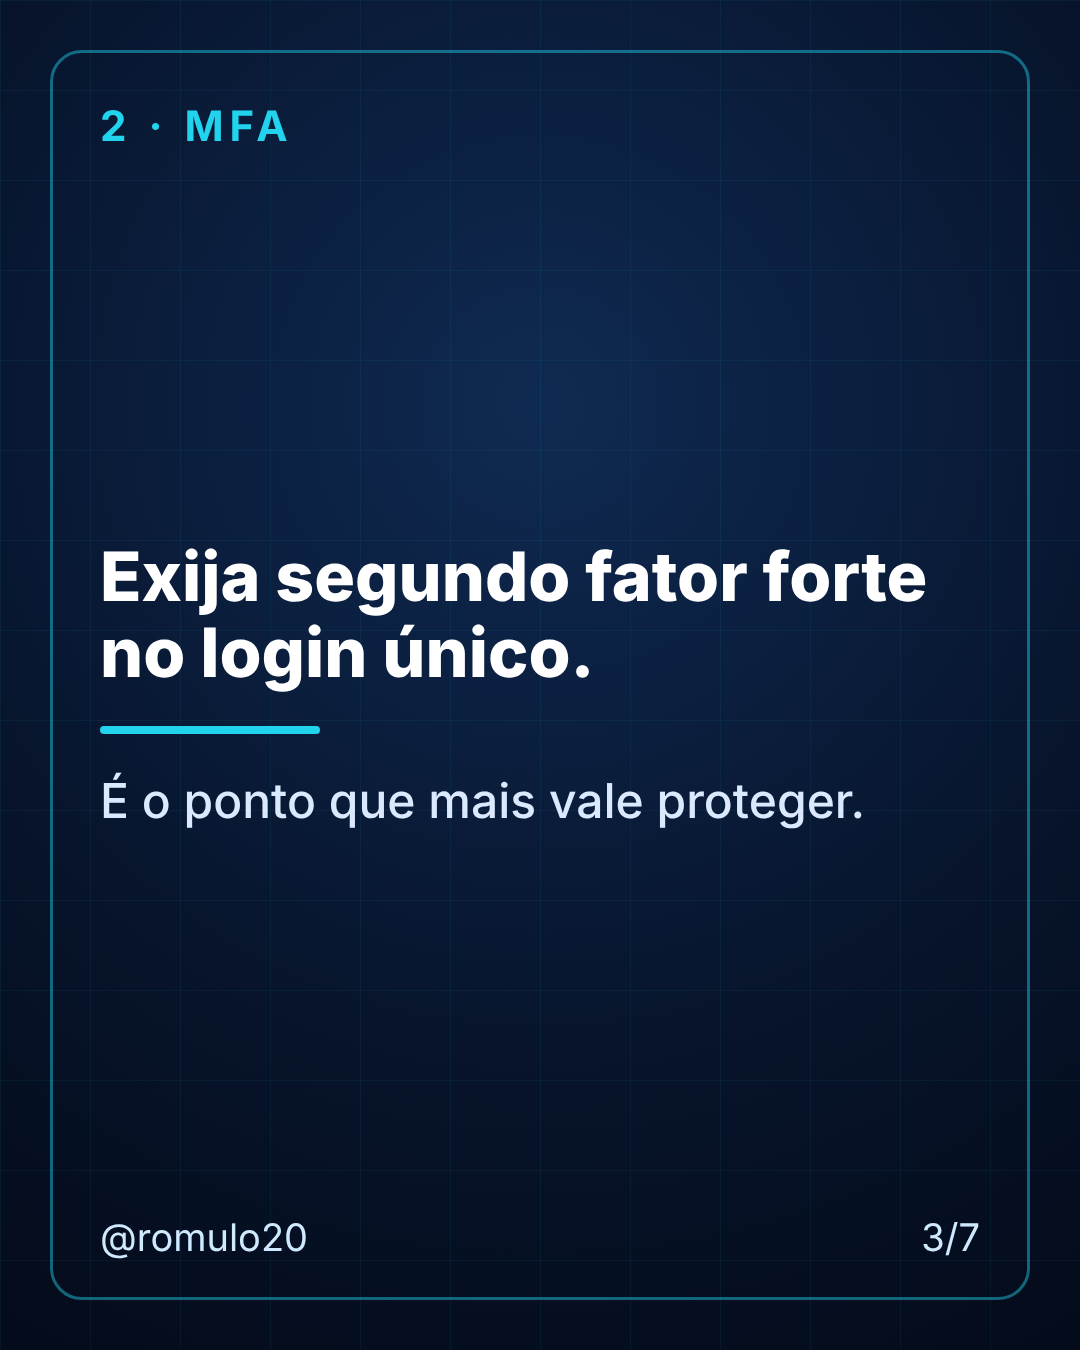 2 · MFA
Exija segundo fator forte
no login único.
É o ponto que mais vale proteger.
@romulo20
3/7